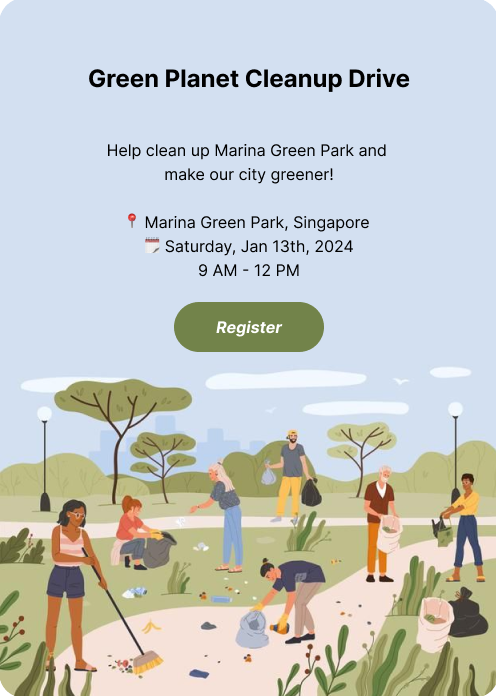 Green Planet Cleanup Drive
Help clean up Marina Green Park and
make our city greener!
📍 Marina Green Park, Singapore
🗓️ Saturday, Jan 13th, 2024
9 AM - 12 PM
Register